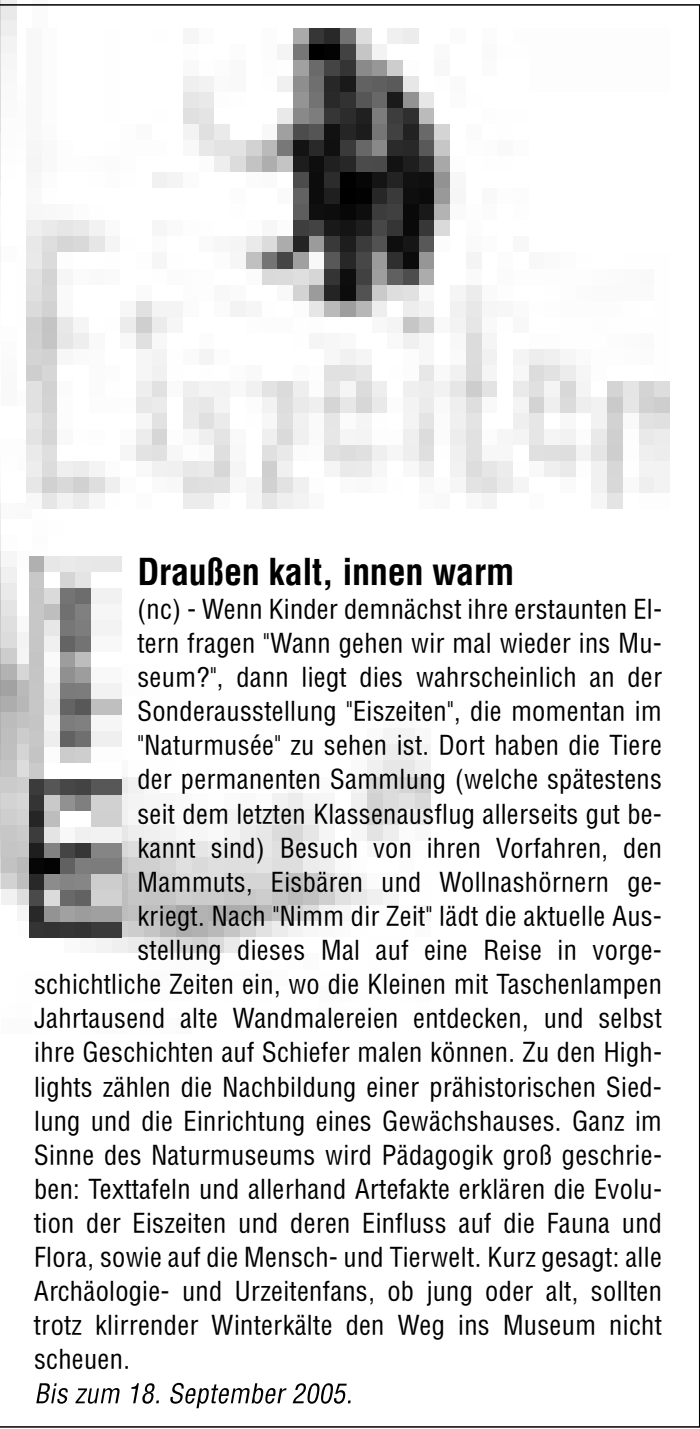 Eiszeiten
Draußen kalt, innen warm
(nc) - Wenn Kinder demnächst ihre erstaunten El-
tern fragen "Wann gehen wir mal wieder ins Mu-
seum?", dann liegt dies wahrscheinlich an der
Sonderausstellung "Eiszeiten", die momentan im
"Naturmusée" zu sehen ist. Dort haben die Tiere
der permanenten Sammlung (welche spätestens
seit dem letzten Klassenausflug allerseits gut be-
kannt sind) Besuch von ihren Vorfahren, den
Mammuts, Eisbären und Wollnashörnern ge-
kriegt. Nach "Nimm dir Zeit" lädt die aktuelle Aus-
stellung dieses Mal auf eine Reise in vorge-
schichtliche Zeiten ein, wo die Kleinen mit Taschenlampen
Jahrtausend alte Wandmalereien entdecken, und selbst
ihre Geschichten auf Schiefer malen können. Zu den High-
lights zählen die Nachbildung einer prähistorischen Sied-
lung und die Einrichtung eines Gewächshauses. Ganz im
Sinne des Naturmuseums wird Pädagogik groß geschrie-
ben: Texttafeln und allerhand Artefakte erklären die Evolu-
tion der Eiszeiten und deren Einfluss auf die Fauna und
Flora, sowie auf die Mensch- und Tierwelt. Kurz gesagt: alle
Archäologie- und Urzeitenfans, ob jung oder alt, sollten
trotz klirrender Winterkälte den Weg ins Museum nicht
scheuen.
Bis zum 18. September 2005.